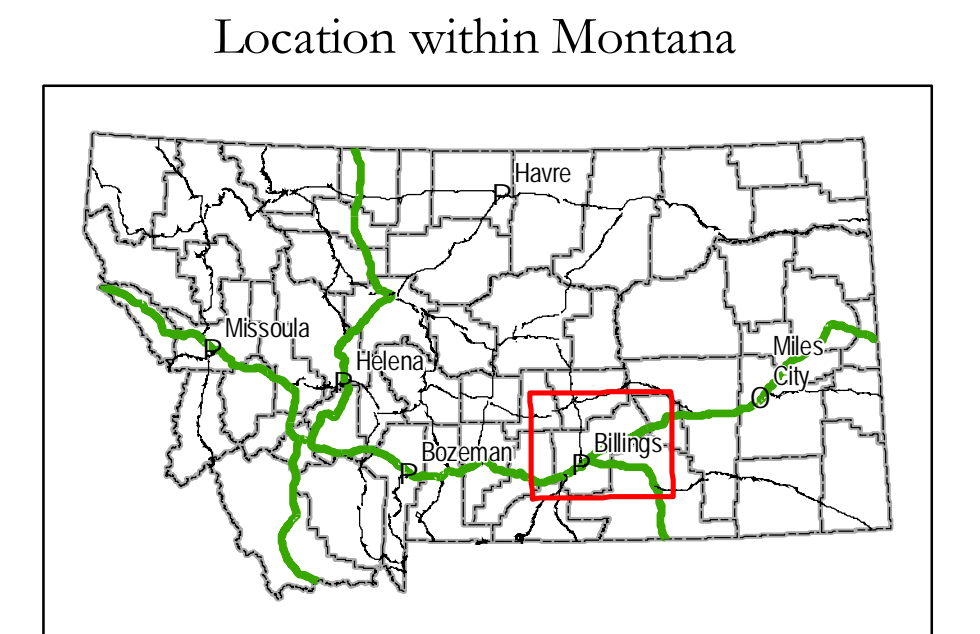 Location within Montana
Havre
P
Missoula
P
Helena
P
Miles
City
O
Bozeman
P
Billings
P